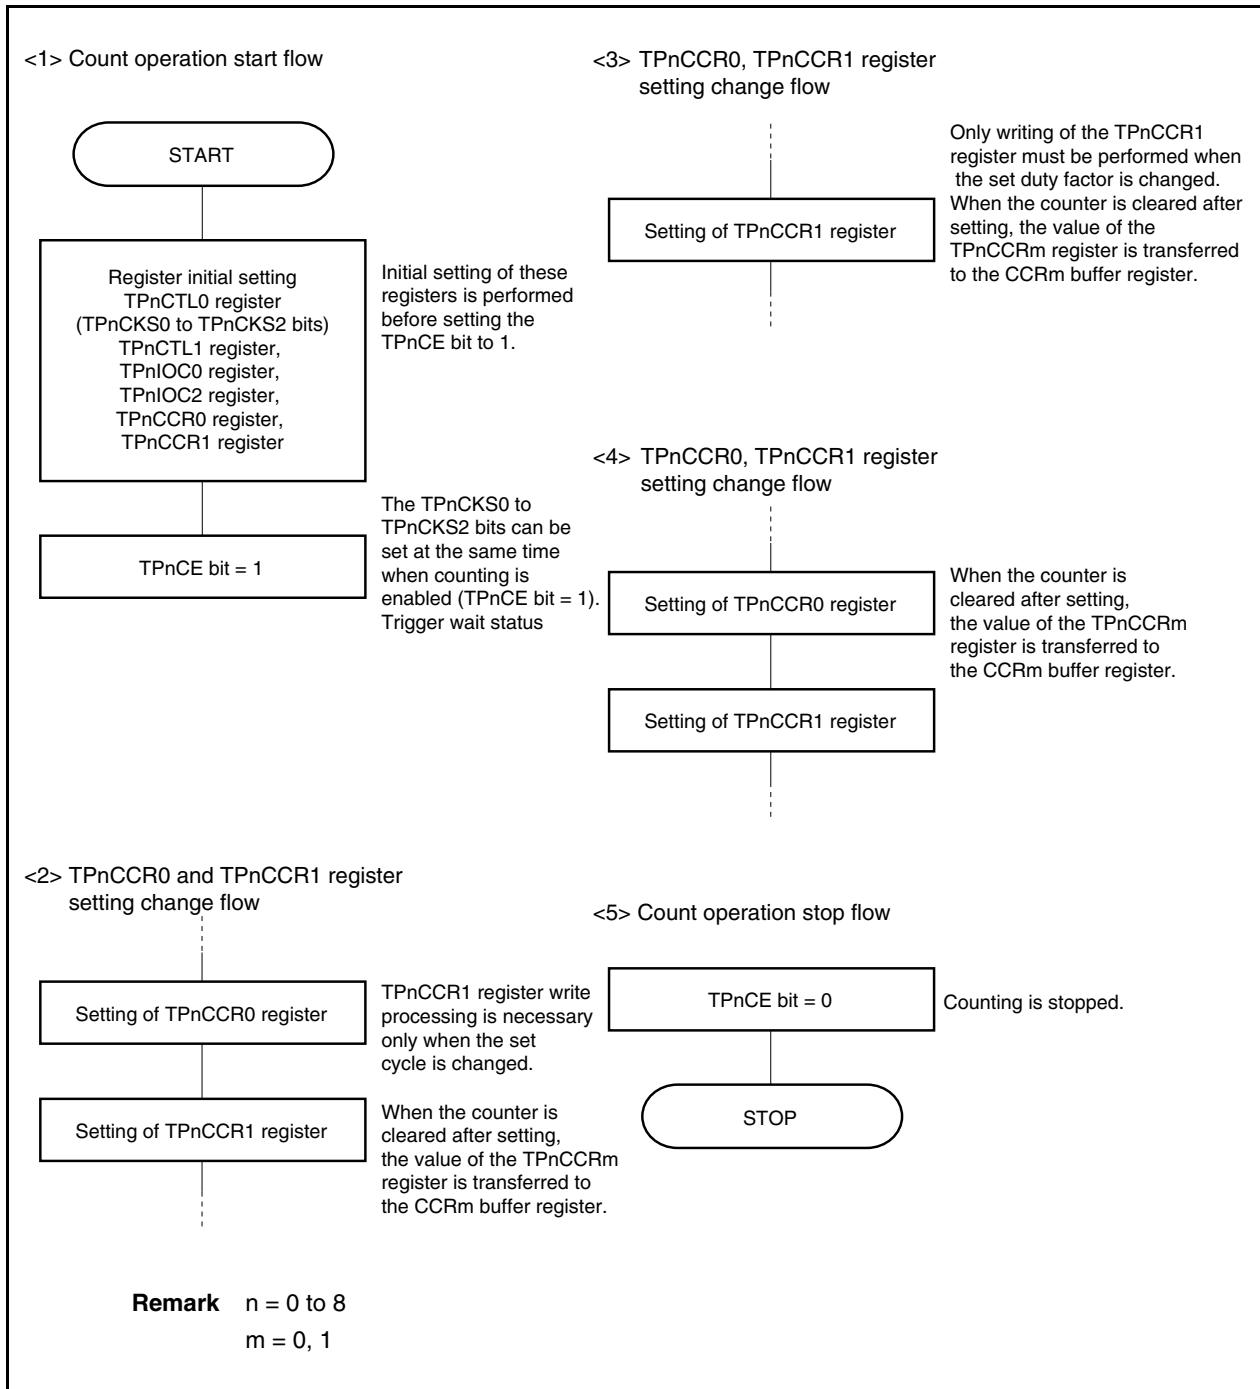 <1> Count operation start flow
START
Register initial setting
TPnCTL0 register
(TPnCKS0 to TPnCKS2 bits)
TPnCTL1 register,
TPnIOC0 register,
TPnIOC2 register,
TPnCCR0 register,
TPnCCR1 register
Initial setting of these
registers is performed
before setting the
TPnCE bit to 1.
TPnCE bit = 1
The TPnCKS0 to
TPnCKS2 bits can be
set at the same time
when counting is
enabled (TPnCE bit = 1).
Trigger wait status
<2> TPnCCR0 and TPnCCR1 register
setting change flow
Setting of TPnCCR0 register
TPnCCR1 register write
processing is necessary
only when the set
cycle is changed.
Setting of TPnCCR1 register
When the counter is
cleared after setting,
the value of the TPnCCRm
register is transferred to
the CCRm buffer register.
<3> TPnCCR0, TPnCCR1 register
setting change flow
Setting of TPnCCR1 register
Only writing of the TPnCCR1
register must be performed when
the set duty factor is changed.
When the counter is cleared after
setting, the value of the
TPnCCRm register is transferred
to the CCRm buffer register.
<4> TPnCCR0, TPnCCR1 register
setting change flow
Setting of TPnCCR0 register
When the counter is
cleared after setting,
the value of the TPnCCRm
register is transferred to
the CCRm buffer register.
Setting of TPnCCR1 register
<5> Count operation stop flow
TPnCE bit = 0
Counting is stopped.
STOP
Remark n = 0 to 8
m = 0, 1